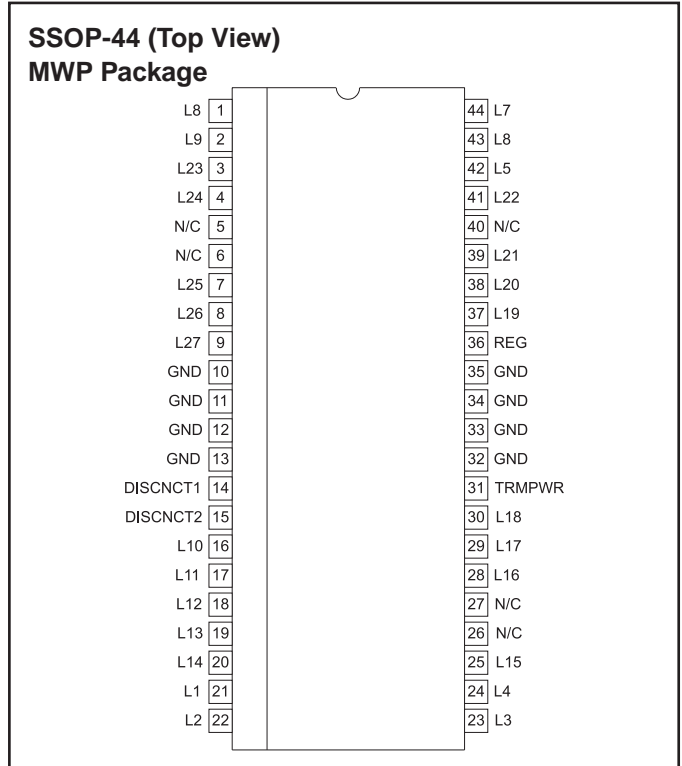 SSOP-44 (Top View)
MWP Package
L8 1 44 L7
L9 2 43 L8
L23 3 42 L5
L24 4 41 L22
N/C 5 40 N/C
N/C 6 39 L21
L25 7 38 L20
L26 8 37 L19
L27 9 36 REG
GND 10 35 GND
GND 11 34 GND
GND 12 33 GND
GND 13 32 GND
DISCNCT1 14 31 TRMPWR
DISCNCT2 15 30 L18
L10 16 29 L17
L11 17 28 L16
L12 18 27 N/C
L13 19 26 N/C
L14 20 25 L15
L1 21 24 L4
L2 22 23 L3